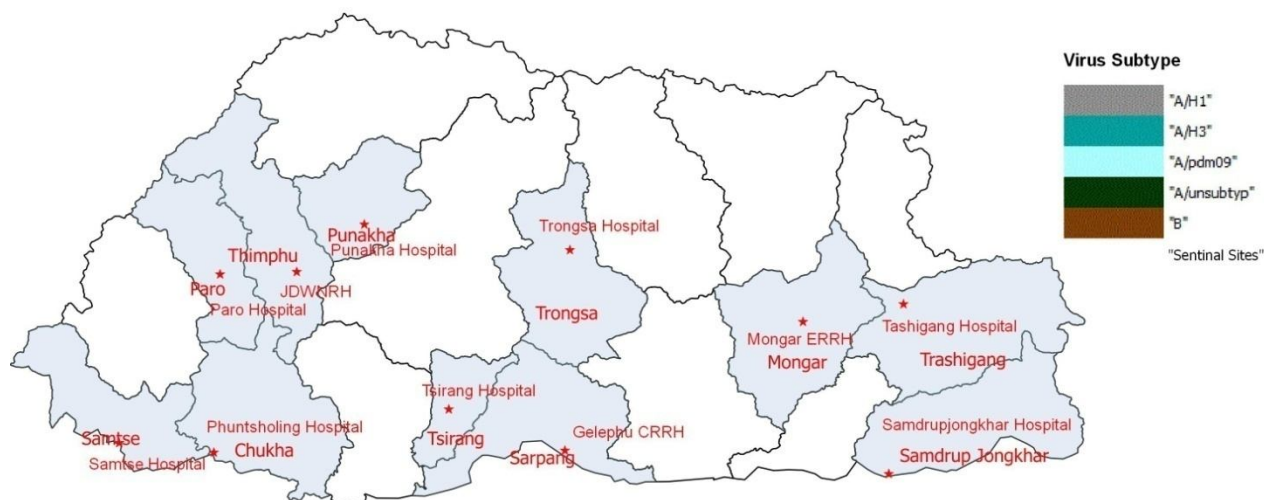 Virus Subtype
"A/H1"
"A/H3"
"A/pdm09"
"A/unsubtyp"
"B"
"Sentinal Sites"
Punakha
Punakha Hospital
Thimphu
JDWNRH
Paro
Paro Hospital
Trongsa Hospital
Trongsa
Mongar ERRH
Mongar
Tashigang Hospital
Trashigang
Tsirang Hospital
Tsirang
Gelephu CRRH
Sarpang
Phuntsholing Hospital
Chukha
Samtse
Samtse Hospital
Samdrupjongkhar Hospital
Samdrup Jongkhar